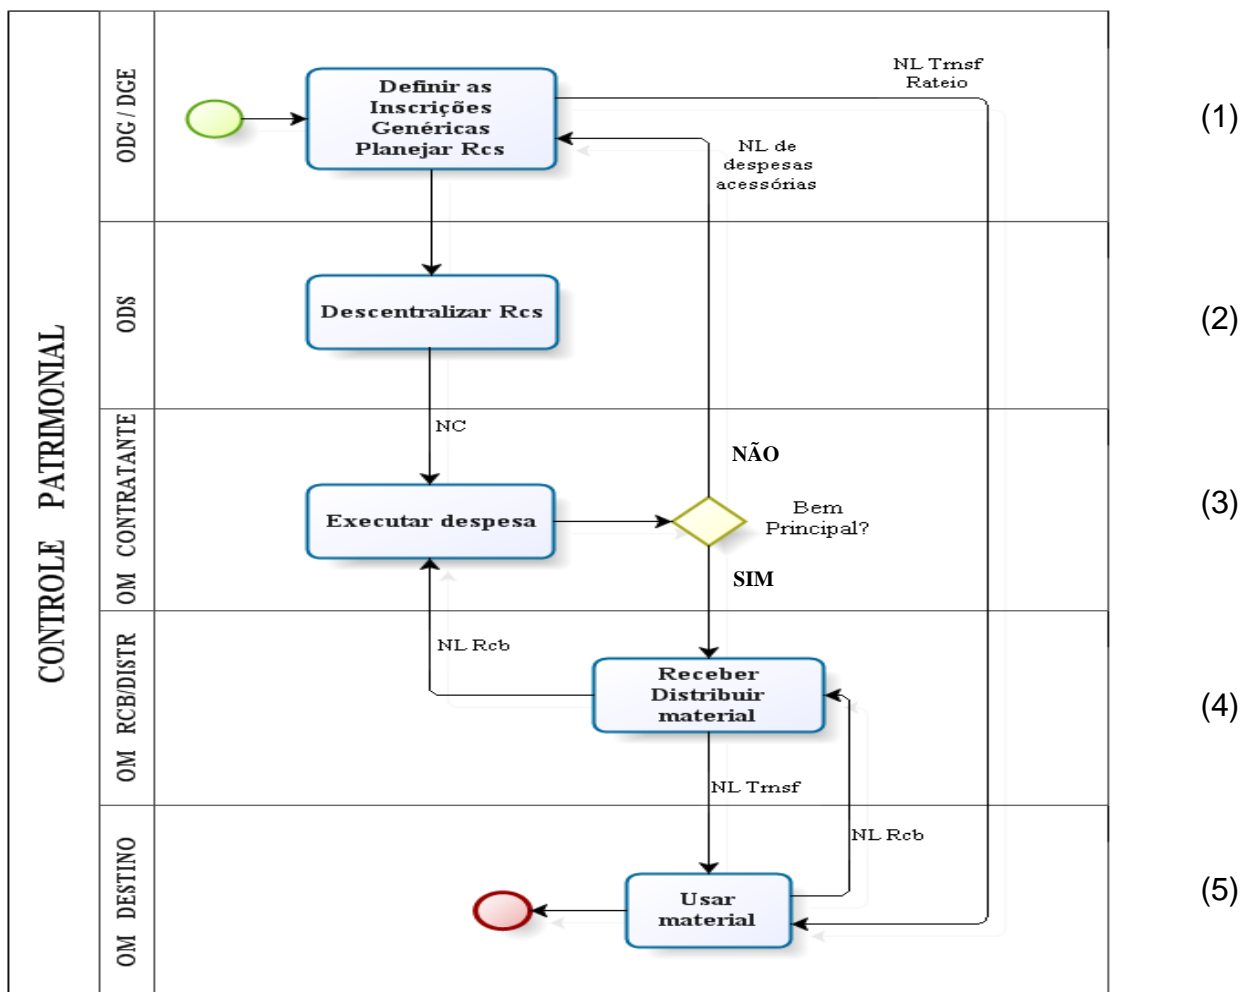 CONTROLE PATRIMONIAL
ODG / DGE
Definir as
Inscrições
Genéricas
Planejar Rcs
NL Trnsf
Rateio
NL de
despesas
acessórias
(1)
ODS
Descentralizar Rcs
(2)
OM CONTRATANTE
NC
Executar despesa
NÃO
Bem
Principal?
SIM
(3)
OM RCB/DISTR
NL Rcb
Receber
Distribuir
material
NL Trnsf
(4)
OM DESTINO
NL Rcb
Usar
material
(5)